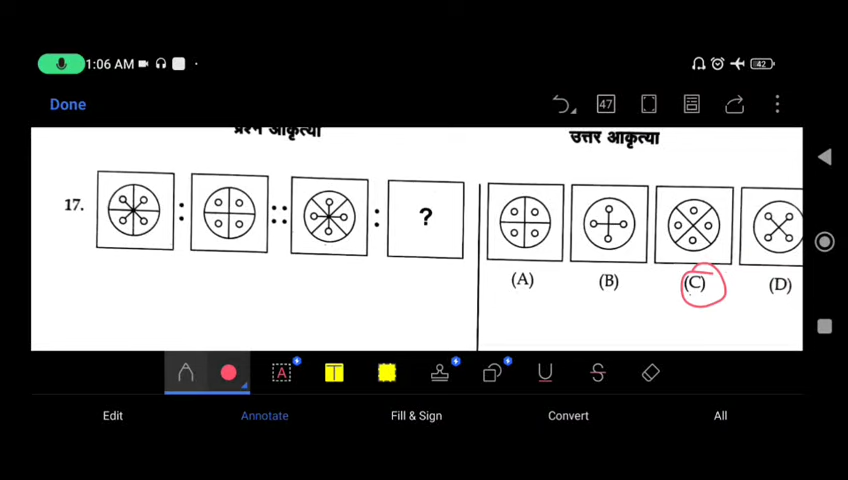 1:06 AM
42
Done
47
प्रश्न आकृत्या
उत्तर आकृत्या
17.
:
::
:
?
(A)
(B)
(C)
(D)
A
T
U
S
Edit
Annotate
Fill & Sign
Convert
All